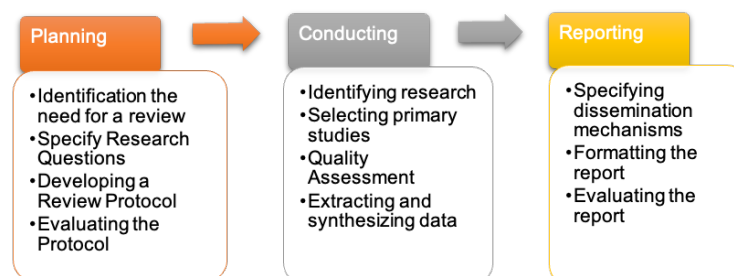 Planning
•Identification the
need for a review
•Specify Research
Questions
•Developing a
Review Protocol
•Evaluating the
Protocol
Conducting
•Identifying research
•Selecting primary
studies
•Quality
Assessment
•Extracting and
synthesizing data
Reporting
•Specifying
dissemination
mechanisms
•Formatting the
report
•Evaluating the
report